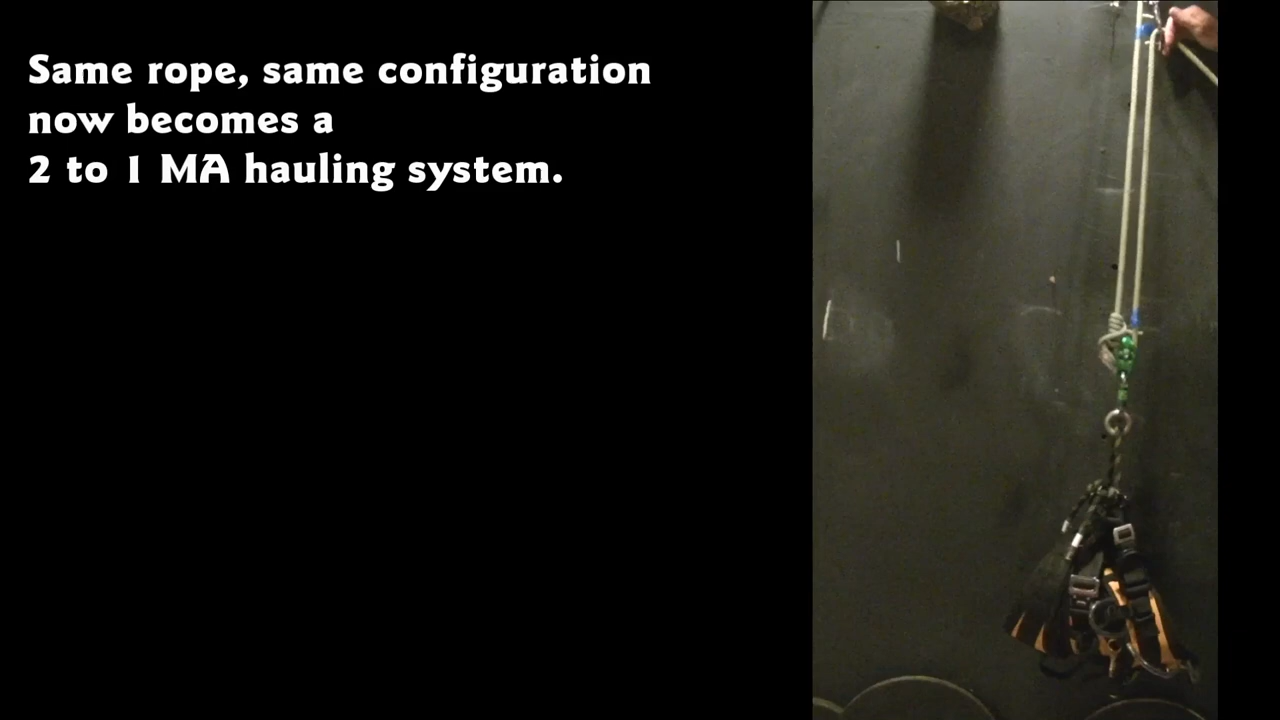 Same rope, same configuration
now becomes a
2 to 1 MA hauling system.